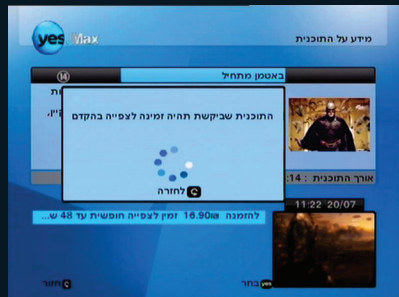 yes Max
מידע על התוכנית
באטמן מתחיל
14
התוכנית שביקשת תהיה זמינה לצפייה בהקדם
לחזרה
אורך התוכנית : 14:
11:22 20/07
להזמנה ₪16.90 זמין לצפייה חופשית עד 48 ש...
yes בחר
חזור